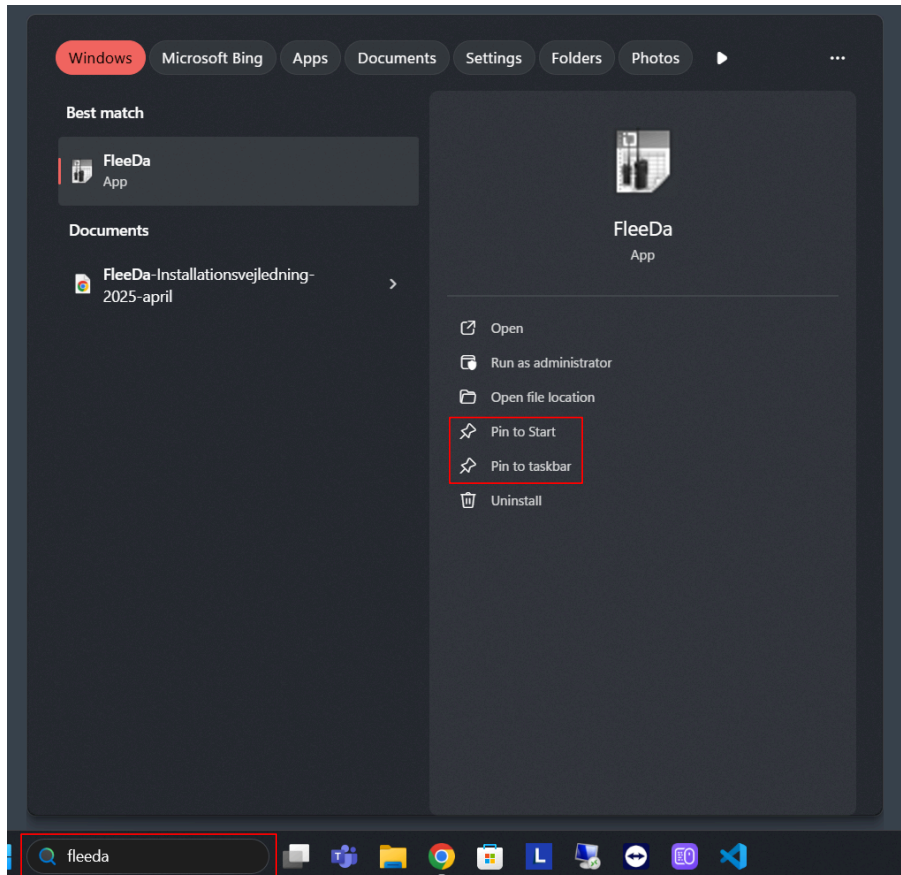 Windows Microsoft Bing Apps Documents Settings Folders Photos
Best match
FleeDa
App
Documents
FleeDa-Installationsvejledning-
2025-april
FleeDa
App
Open
Run as administrator
Open file location
Pin to Start
Pin to taskbar
Uninstall
fleeda
L